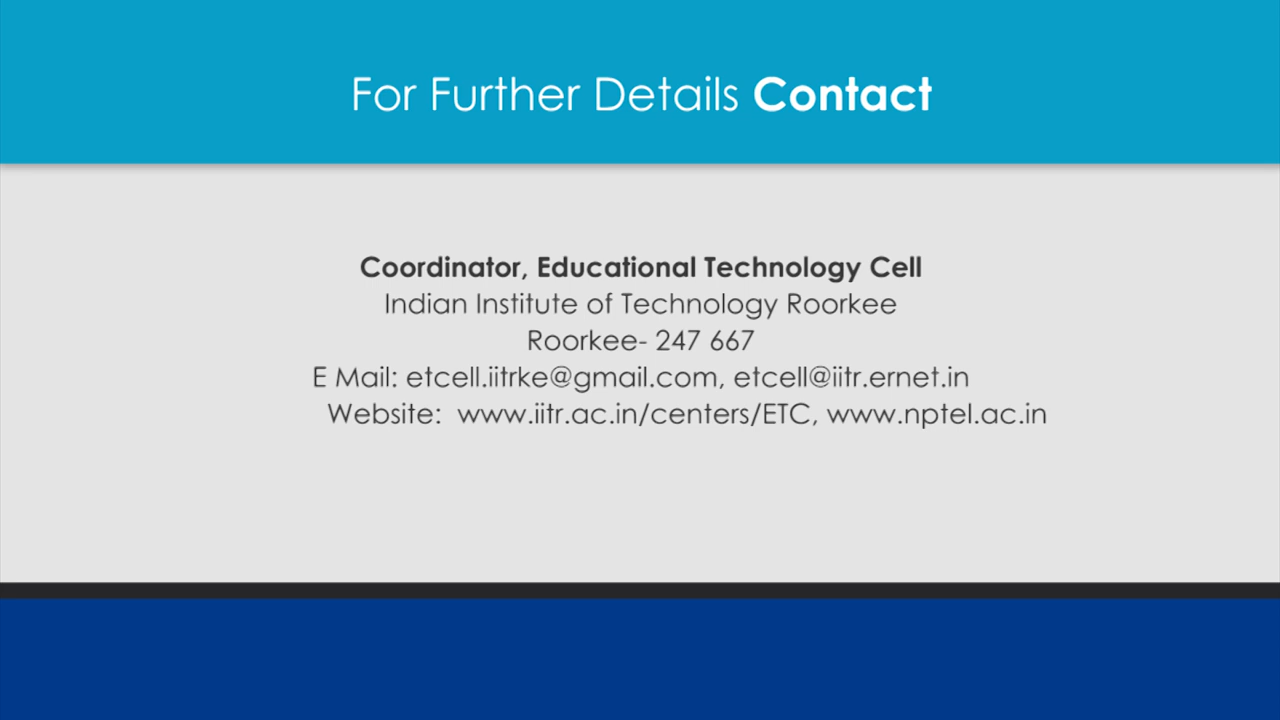 For Further Details Contact
Coordinator, Educational Technology Cell
Indian Institute of Technology Roorkee
Roorkee- 247 667
E Mail: etcell.iitrke@gmail.com, etcell@iitr.ernet.in
Website: www.iitr.ac.in/centers/ETC, www.nptel.ac.in